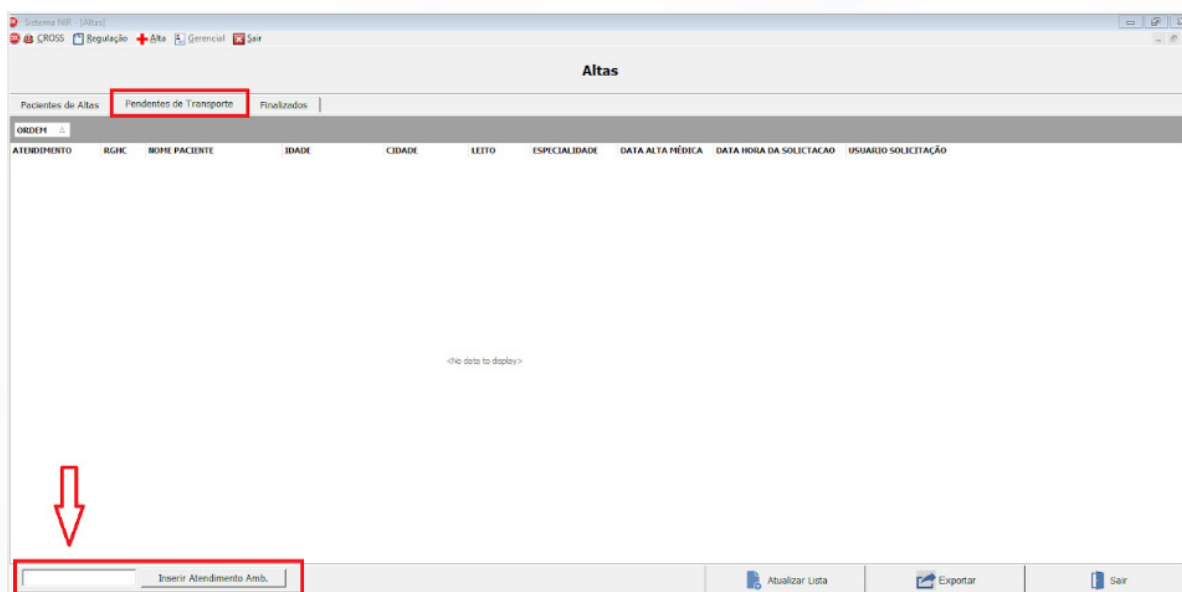 Sistema NIR - [Altas]
CROSS Regulação Alta Gerencial Sair
Altas
Pacientes de Altas Pendentes de Transporte Finalizados
ORDEM
ATENDIMENTO RGHC NOME PACIENTE IDADE CIDADE LEITO ESPECIALIDADE DATA ALTA MÉDICA DATA HORA DA SOLICTACAO USUARIO SOLICITAÇÃO
<No data to display>
Inserir Atendimento Amb. Atualizar Lista Exportar Sair